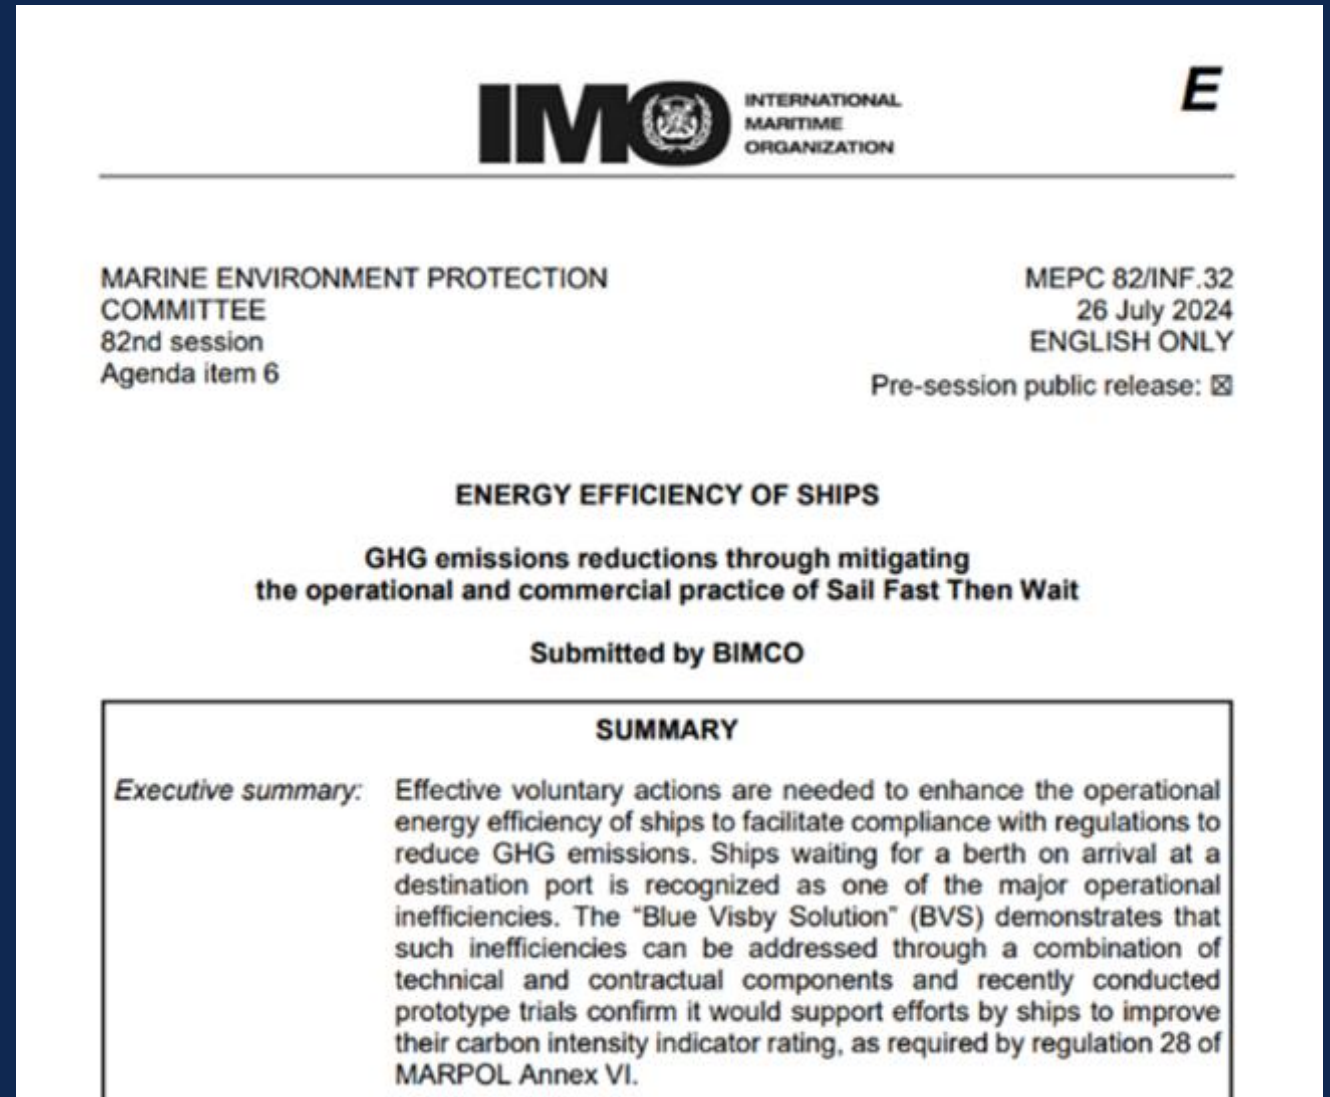 E
IMO
INTERNATIONAL
MARITIME
ORGANIZATION
MARINE ENVIRONMENT PROTECTION
COMMITTEE
82nd session
Agenda item 6
MEPC 82/INF.32
26 July 2024
ENGLISH ONLY
Pre-session public release: ☒
ENERGY EFFICIENCY OF SHIPS
GHG emissions reductions through mitigating
the operational and commercial practice of Sail Fast Then Wait
Submitted by BIMCO
SUMMARY
Executive summary: Effective voluntary actions are needed to enhance the operational
energy efficiency of ships to facilitate compliance with regulations to
reduce GHG emissions. Ships waiting for a berth on arrival at a
destination port is recognized as one of the major operational
inefficiencies. The “Blue Visby Solution” (BVS) demonstrates that
such inefficiencies can be addressed through a combination of
technical and contractual components and recently conducted
prototype trials confirm it would support efforts by ships to improve
their carbon intensity indicator rating, as required by regulation 28 of
MARPOL Annex VI.